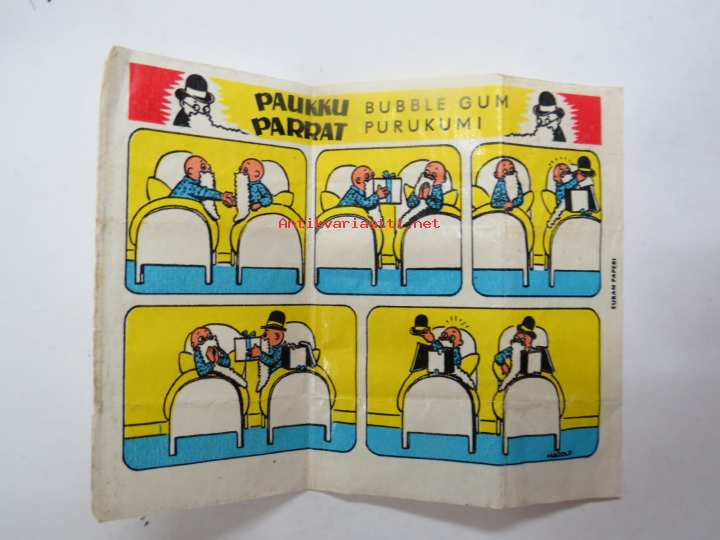 PAUKKU BUBBLE GUM
PARRAT PURUKUMI
Antikvariaatti.net
EURAN PAPERI